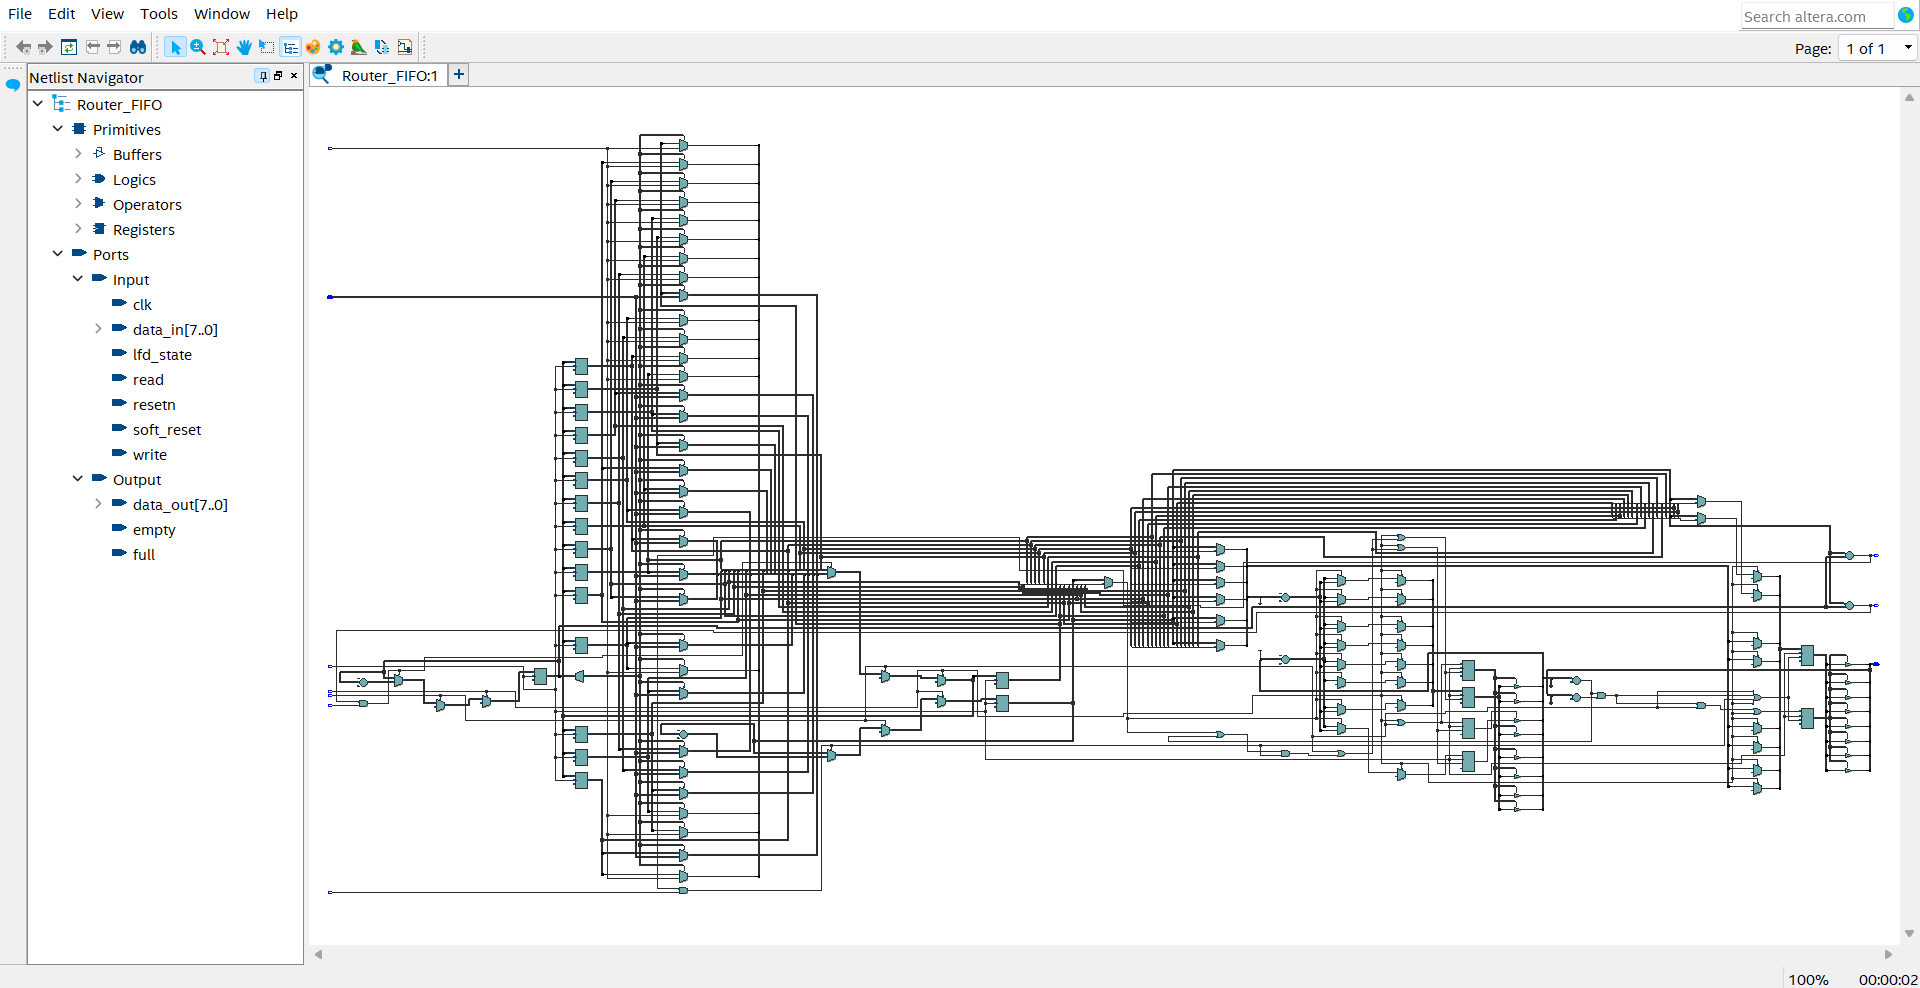 File Edit View Tools Window Help
Search altera.com
Page: 1 of 1
Netlist Navigator
Router_FIFO:1
Router_FIFO
Primitives
Buffers
Logics
Operators
Registers
Ports
Input
clk
data_in[7..0]
lfd_state
read
resetn
soft_reset
write
Output
data_out[7..0]
empty
full
100% 00:00:02